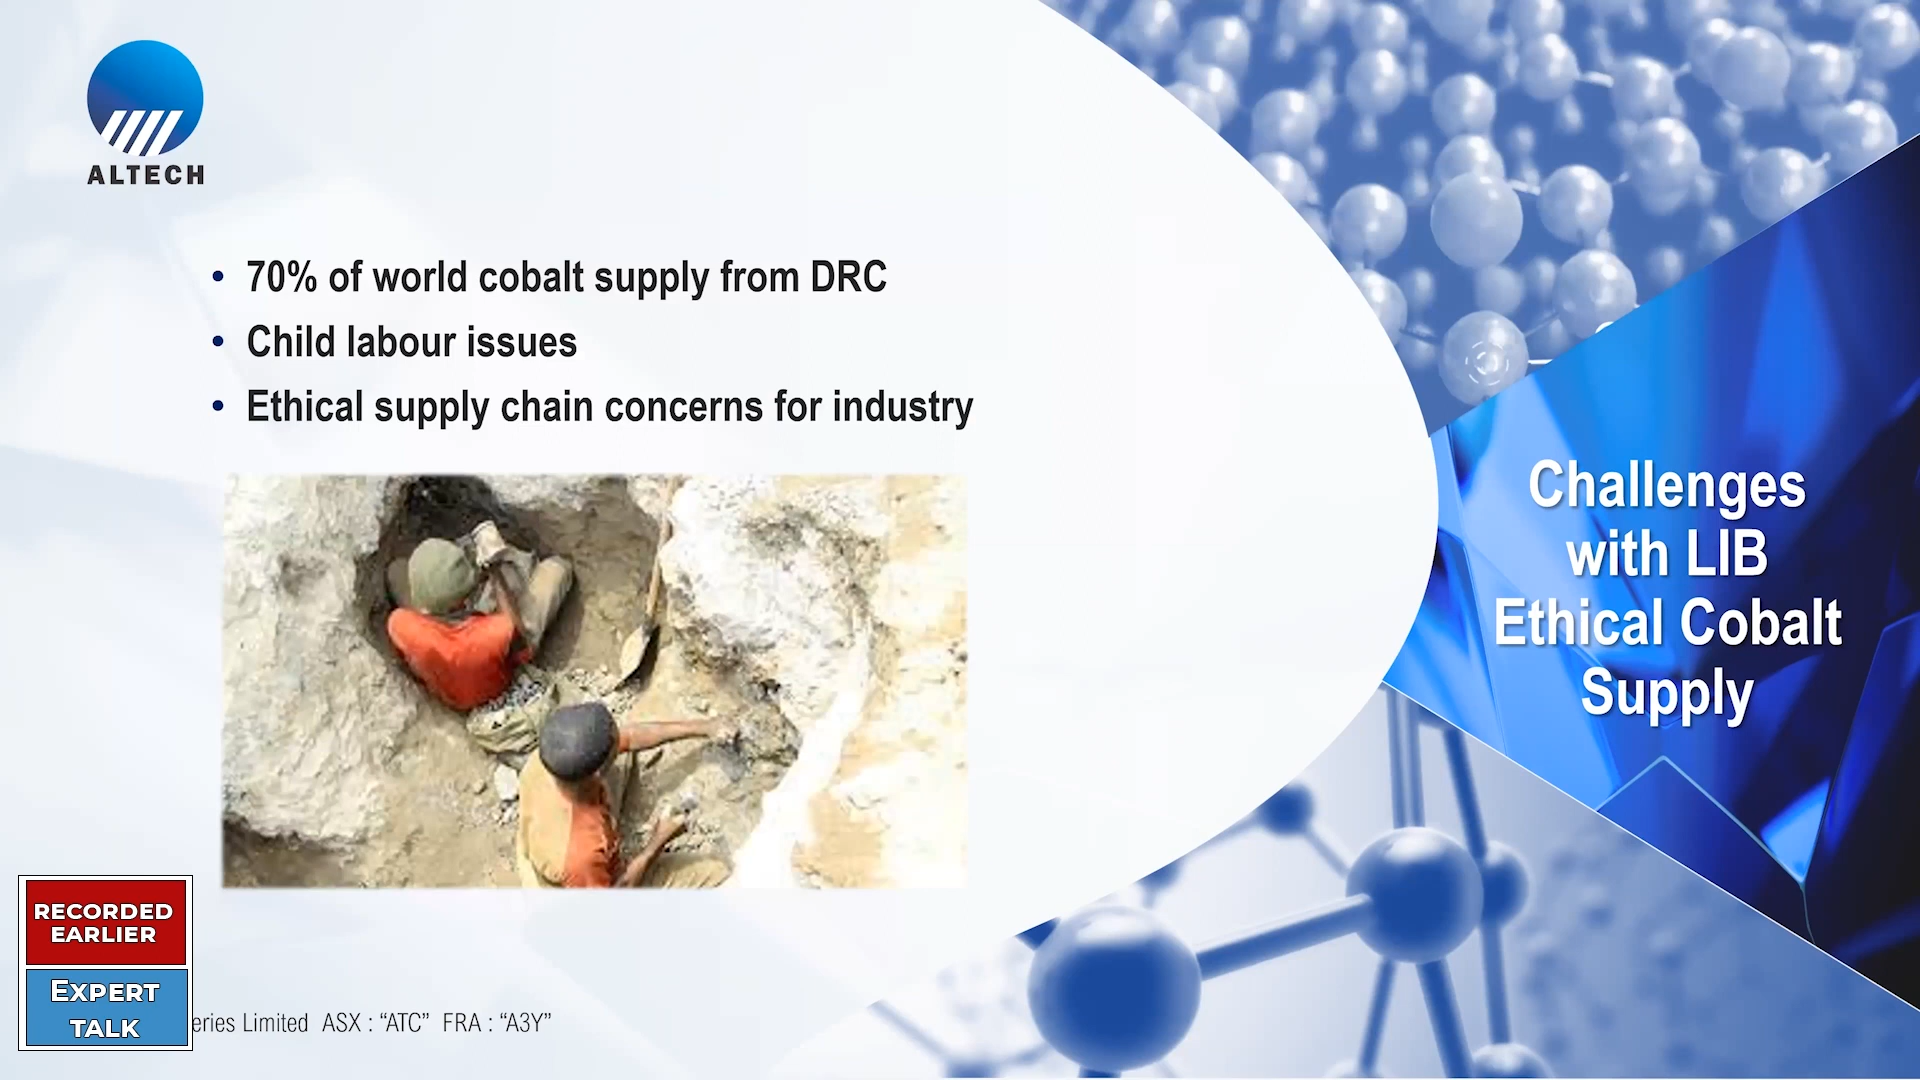 ALTECH
• 70% of world cobalt supply from DRC
• Child labour issues
• Ethical supply chain concerns for industry
Challenges
with LIB
Ethical Cobalt
Supply
RECORDED
EARLIER
EXPERT
TALK
eries Limited ASX : “ATC” FRA : “A3Y”